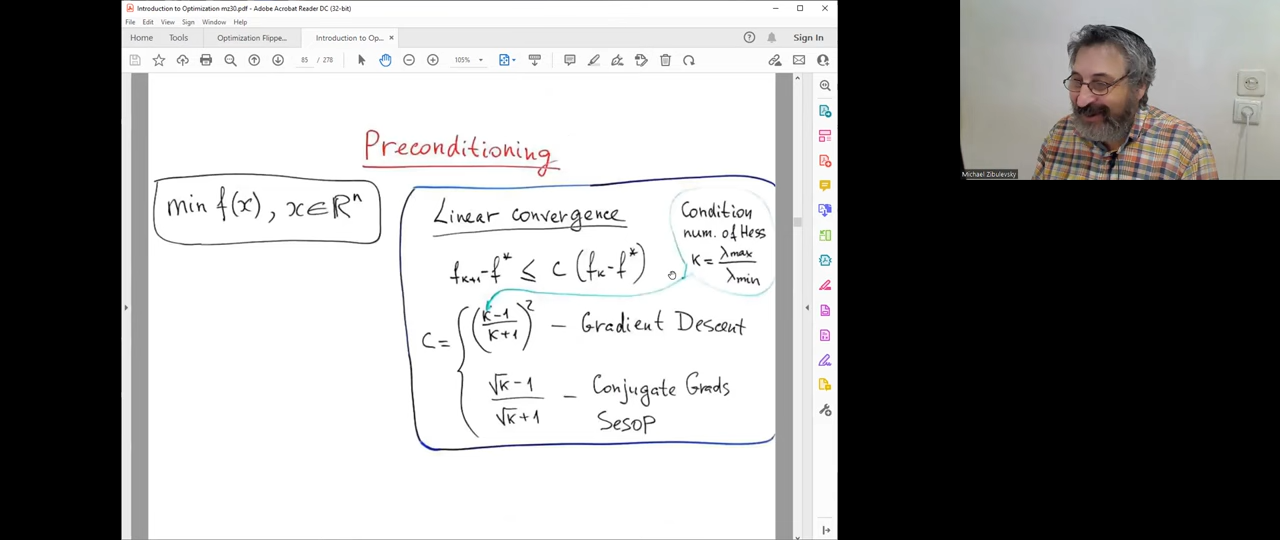 Introduction to Optimization mz30.pdf - Adobe Acrobat Reader DC (32-bit)
File Edit View Sign Window Help
Home Tools Optimization Flippe... Introduction to Op... × Sign In
85 / 278 105%
Preconditioning
min f(x), x ∈ ℝⁿ
Linear convergence
Condition
num. of Hess
K = λmax / λmin
f_{k+1} - f* ≤ C (f_k - f*)
C = { ((K-1)/(K+1))² – Gradient Descent
(√K - 1)/(√K + 1) – Conjugate Grads
SESOP
Michael Zibulevsky